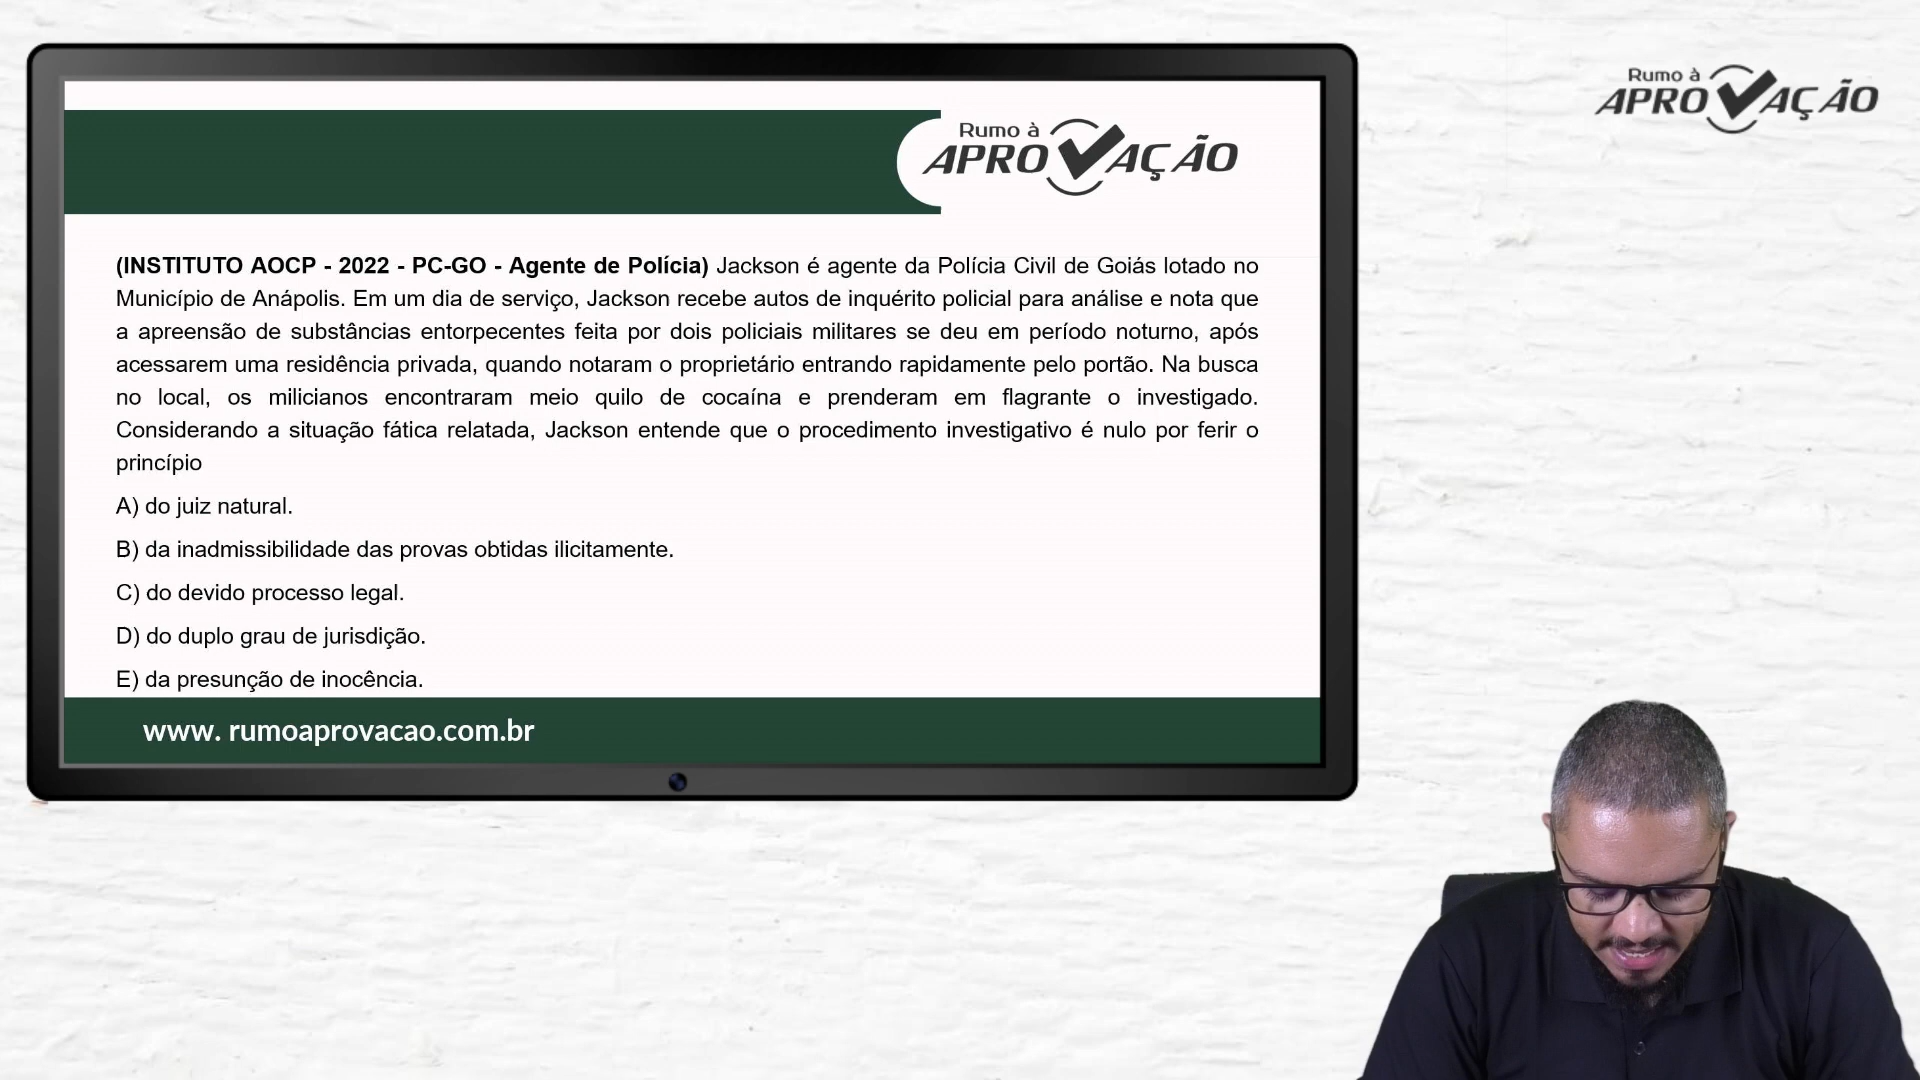 Rumo à
APROVAÇÃO
Rumo à
APROVAÇÃO
(INSTITUTO AOCP - 2022 - PC-GO - Agente de Polícia) Jackson é agente da Polícia Civil de Goiás lotado no
Município de Anápolis. Em um dia de serviço, Jackson recebe autos de inquérito policial para análise e nota que
a apreensão de substâncias entorpecentes feita por dois policiais militares se deu em período noturno, após
acessarem uma residência privada, quando notaram o proprietário entrando rapidamente pelo portão. Na busca
no local, os milicianos encontraram meio quilo de cocaína e prenderam em flagrante o investigado.
Considerando a situação fática relatada, Jackson entende que o procedimento investigativo é nulo por ferir o
princípio
A) do juiz natural.
B) da inadmissibilidade das provas obtidas ilicitamente.
C) do devido processo legal.
D) do duplo grau de jurisdição.
E) da presunção de inocência.
www. rumoaprovacao.com.br